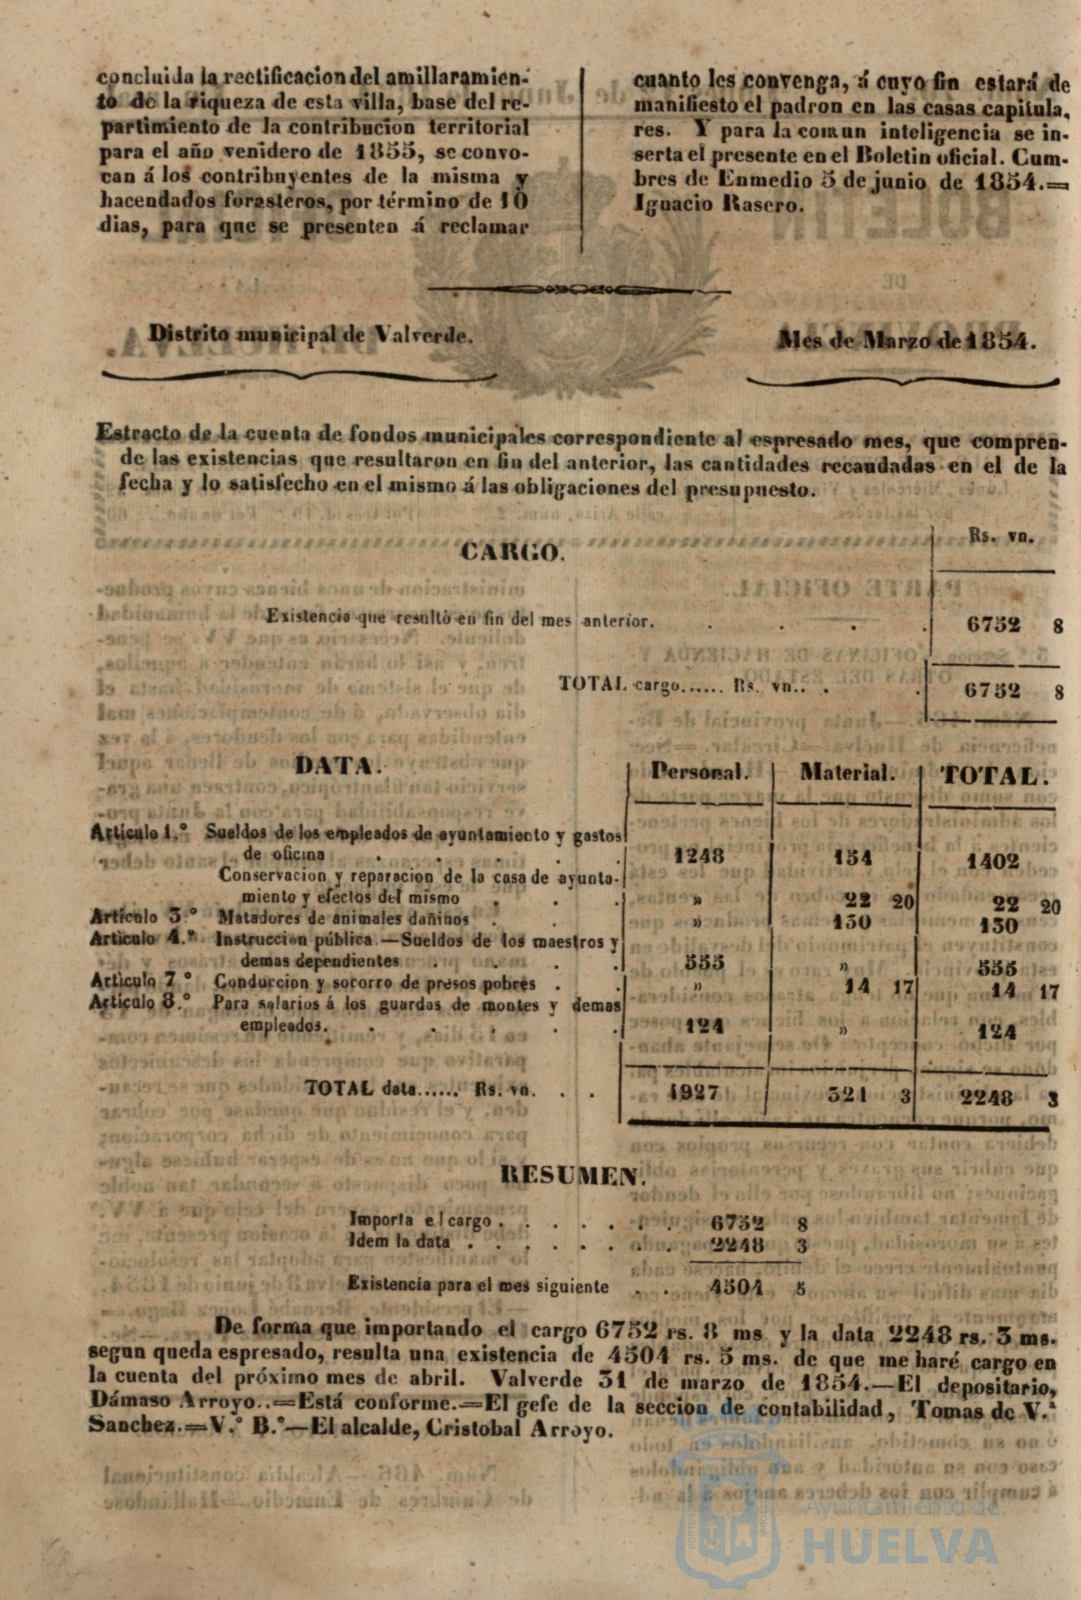 concluida la rectificacion del amillaramien-
to de la riqueza de esta villa, base del re-
partimiento de la contribucion territorial
para el año venidero de 1855, se convo-
can á los contribuyentes de la misma y
hacendados forasteros, por término de 10
dias, para que se presenten á reclamar
cuanto les convenga, á cuyo fin estará de
manifiesto el padron en las casas capitula,
res. Y para la comun inteligencia se in-
serta el presente en el Boletin oficial. Cum-
bres de Enmedio 5 de junio de 1854.=
Ignacio Rasero.
Distrito municipal de Valverde. Mes de Marzo de 1854.
Estracto de la cuenta de fondos municipales correspondiente al espresado mes, que compren-
de las existencias que resultaron en fin del anterior, las cantidades recaudadas en el de la
fecha y lo satisfecho en el mismo á las obligaciones del presupuesto.
CARGO. Rs. vn.
Existencia que resultó en fin del mes anterior. . . . . 6752 8
TOTAL cargo...... Rs. vn.. . . 6752 8
DATA. Personal. Material. TOTAL.
Artículo 1.º Sueldos de los empleados de ayuntamiento y gastos
de oficina . . . . . 1248 154 1402
Conservacion y reparacion de la casa de ayunta-
miento y efectos del mismo . . . » 22 20 22 20
Artículo 3.º Matadores de animales dañinos . . . » 130 130
Artículo 4.º Instruccion pública.—Sueldos de los maestros y
demas dependientes . . . . 555 » 555
Artículo 7.º Conduccion y socorro de presos pobres . . » 14 17 14 17
Artículo 8.º Para salarios á los guardas de montes y demas
empleados. . . . . . 124 » 124
TOTAL data...... Rs. vn. . . 1927 321 3 2248 3
RESUMEN.
Importa el cargo . . . . . . . . 6752 8
Idem la data . . . . . . . . . 2248 3
Existencia para el mes siguiente . . 4504 5
De forma que importando el cargo 6752 rs. 8 ms y la data 2248 rs. 3 ms.
segun queda espresado, resulta una existencia de 4504 rs. 5 ms. de que me haré cargo en
la cuenta del próximo mes de abril. Valverde 31 de marzo de 1854.—El depositario,
Dámaso Arroyo..=Está conforme.=El gefe de la seccion de contabilidad, Tomas de V.ª
Sanchez.=V.º B.º—El alcalde, Cristobal Arroyo.
Ayuntamiento de
HUELVA